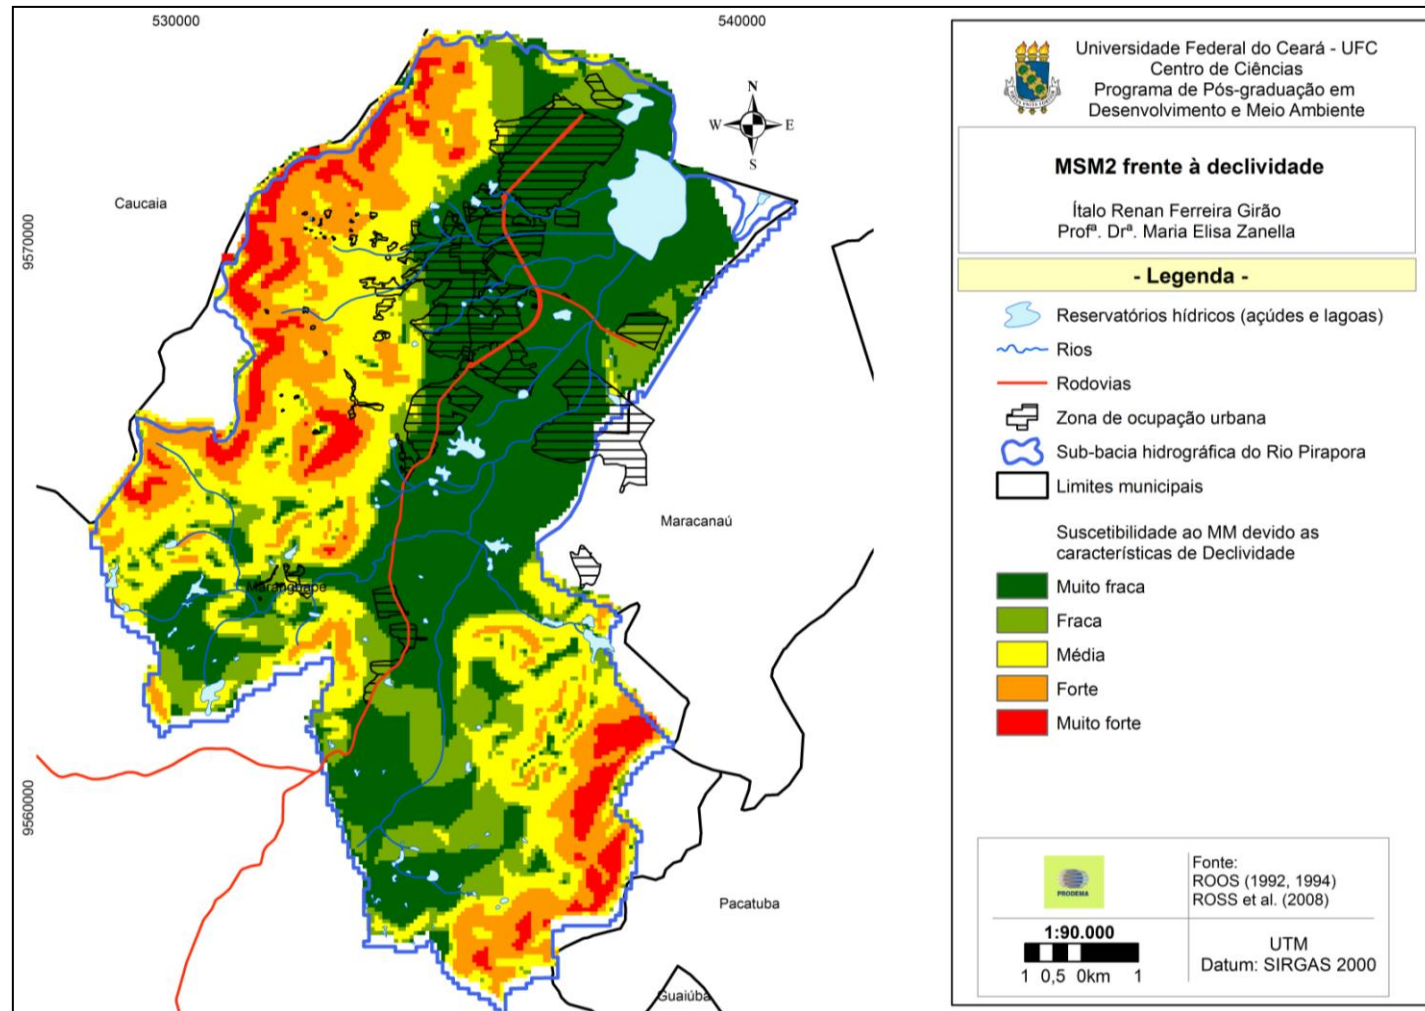 530000
540000
N
W
E
S
Caucaia
9570000
Maracanaú
Maranguape
9560000
Pacatuba
Guaiúba
Universidade Federal do Ceará - UFC
Centro de Ciências
Programa de Pós-graduação em
Desenvolvimento e Meio Ambiente
MSM2 frente à declividade
Ítalo Renan Ferreira Girão
Profª. Drª. Maria Elisa Zanella
- Legenda -
Reservatórios hídricos (açúdes e lagoas)
Rios
Rodovias
Zona de ocupação urbana
Sub-bacia hidrográfica do Rio Pirapora
Limites municipais
Suscetibilidade ao MM devido as
características de Declividade
Muito fraca
Fraca
Média
Forte
Muito forte
PRODEMA
Fonte:
ROOS (1992, 1994)
ROSS et al. (2008)
1:90.000
1 0,5 0km 1
UTM
Datum: SIRGAS 2000